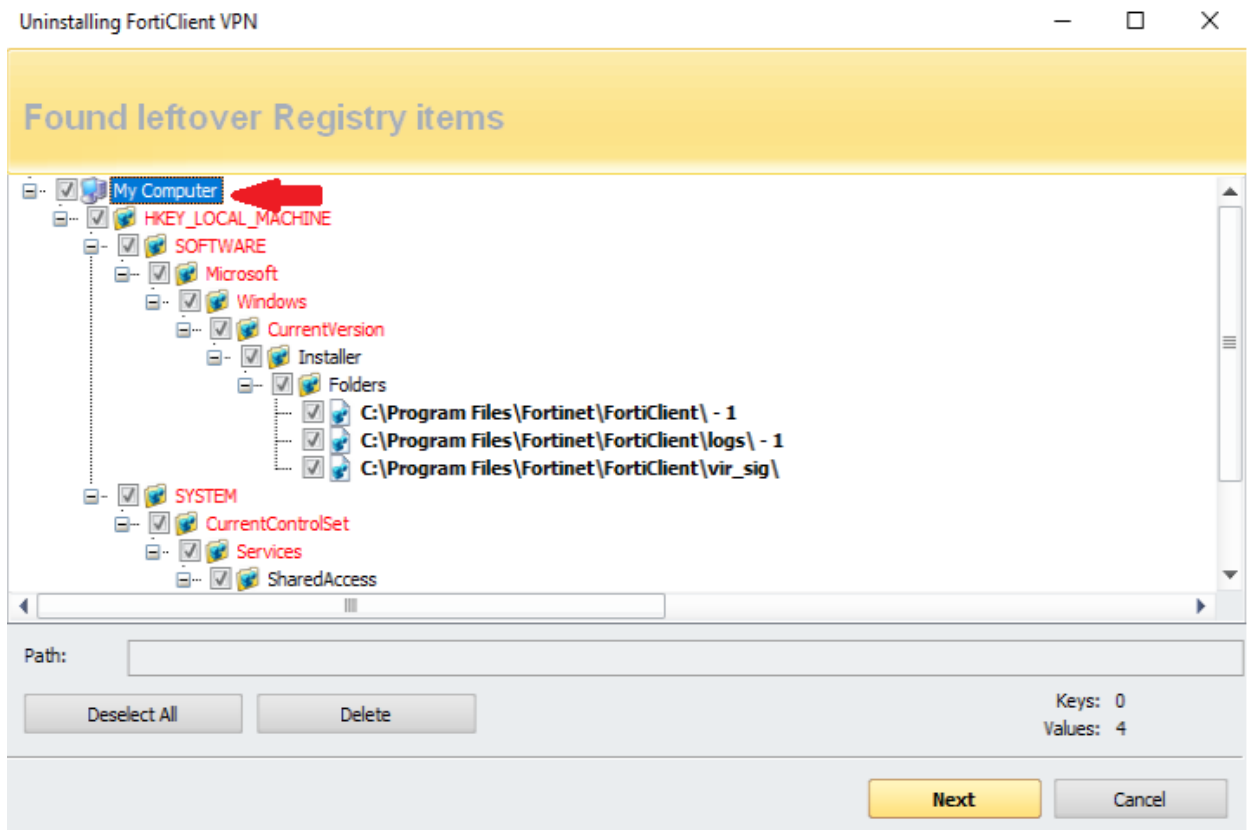 Uninstalling FortiClient VPN
Found leftover Registry items
My Computer
HKEY_LOCAL_MACHINE
SOFTWARE
Microsoft
Windows
CurrentVersion
Installer
Folders
C:\Program Files\Fortinet\FortiClient\ - 1
C:\Program Files\Fortinet\FortiClient\logs\ - 1
C:\Program Files\Fortinet\FortiClient\vir_sig\
SYSTEM
CurrentControlSet
Services
SharedAccess
Path:
Deselect All Delete Keys: 0
Values: 4
Next Cancel